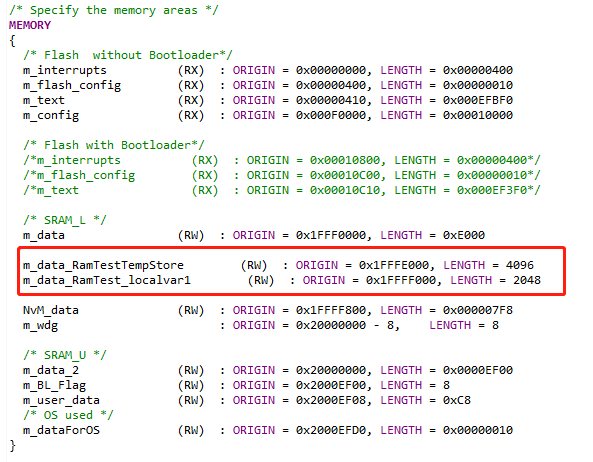 /* Specify the memory areas */
MEMORY
{
/* Flash  without Bootloader*/
m_interrupts          (RX)  : ORIGIN = 0x00000000, LENGTH = 0x00000400
m_flash_config        (RX)  : ORIGIN = 0x00000400, LENGTH = 0x00000010
m_text                (RX)  : ORIGIN = 0x00000410, LENGTH = 0x000EFBF0
m_config              (RX)  : ORIGIN = 0x000F0000, LENGTH = 0x00010000
/* Flash with Bootloader*/
/*m_interrupts          (RX)  : ORIGIN = 0x00010800, LENGTH = 0x00000400*/
/*m_flash_config        (RX)  : ORIGIN = 0x00010C00, LENGTH = 0x00000010*/
/*m_text                (RX)  : ORIGIN = 0x00010C10, LENGTH = 0x000EF3F0*/
/* SRAM_L */
m_data                (RW)  : ORIGIN = 0x1FFF0000, LENGTH = 0xE000
m_data_RamTestTempStore        (RW)  : ORIGIN = 0x1FFFE000, LENGTH = 4096
m_data_RamTest_localvar1        (RW)  : ORIGIN = 0x1FFFF000, LENGTH = 2048
NvM_data              (RW)  : ORIGIN = 0x1FFFF800, LENGTH = 0x000007F8
m_wdg                       : ORIGIN = 0x20000000 - 8,    LENGTH = 8
/* SRAM_U */
m_data_2              (RW)  : ORIGIN = 0x20000000, LENGTH = 0x0000EF00
m_BL_Flag             (RW)  : ORIGIN = 0x2000EF00, LENGTH = 8
m_user_data           (RW)  : ORIGIN = 0x2000EF08, LENGTH = 0xC8
/* OS used */
m_dataForOS           (RW)  : ORIGIN = 0x2000EFD0, LENGTH = 0x00000010
}